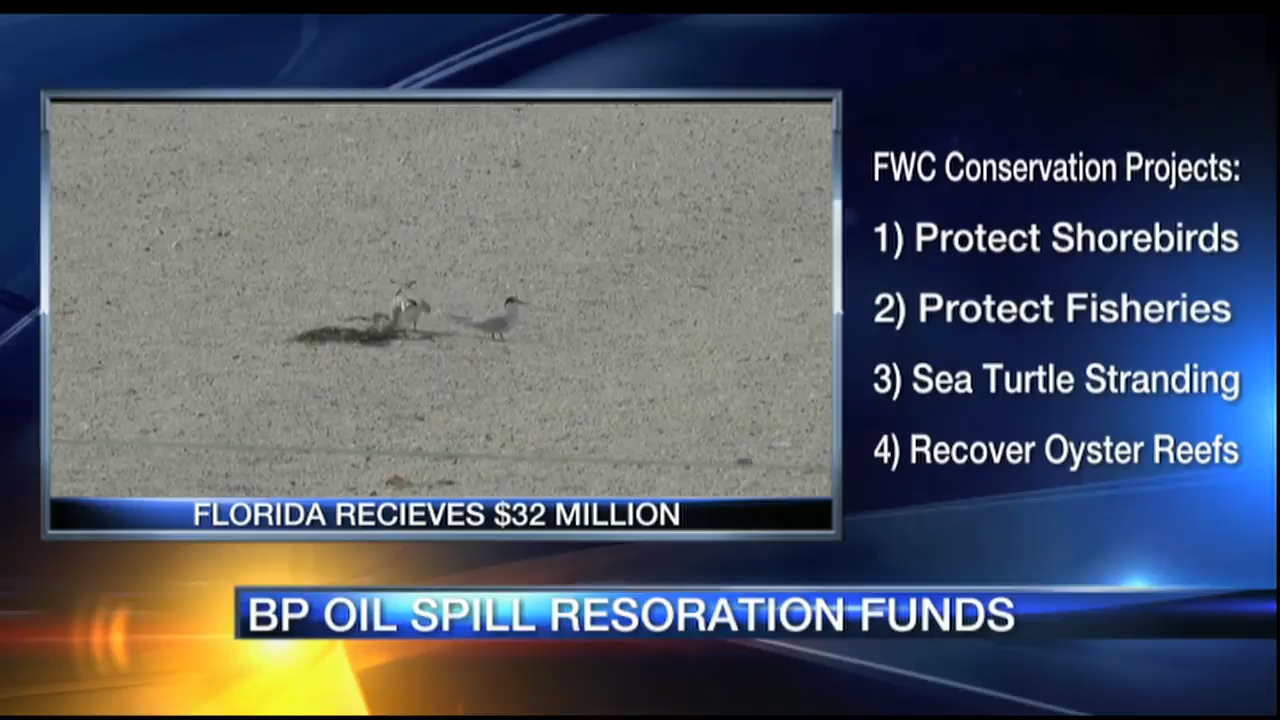 FWC Conservation Projects:
1) Protect Shorebirds
2) Protect Fisheries
3) Sea Turtle Stranding
4) Recover Oyster Reefs
FLORIDA RECIEVES $32 MILLION
BP OIL SPILL RESORATION FUNDS